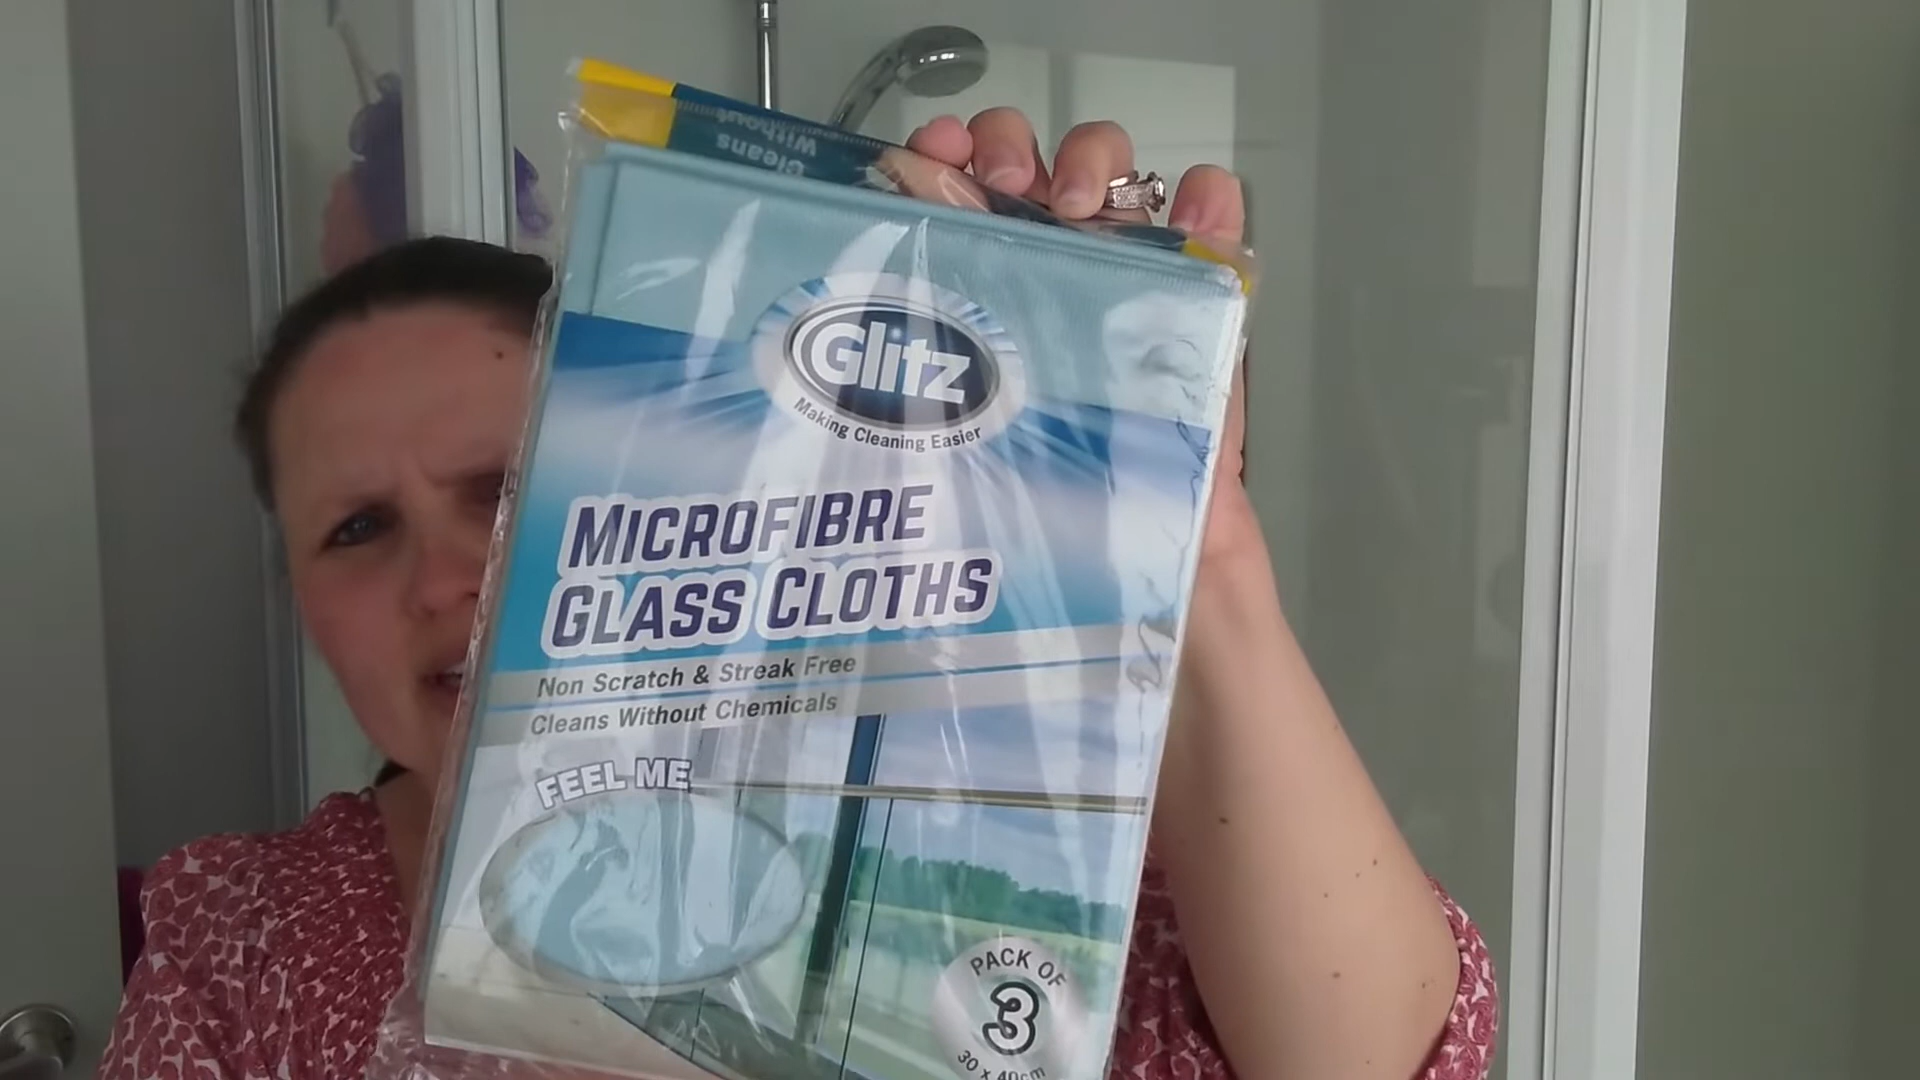 Cleans
Without
Glitz
Making Cleaning Easier
MICROFIBRE
GLASS CLOTHS
Non Scratch & Streak Free
Cleans Without Chemicals
FEEL ME
PACK OF
3
30 x 40cm